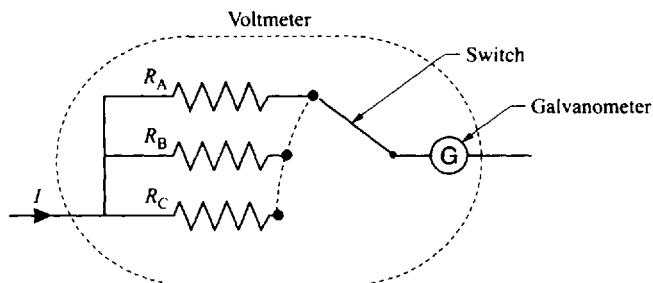 Voltmeter
Switch
R_A
Galvanometer
R_B
G
R_C
I